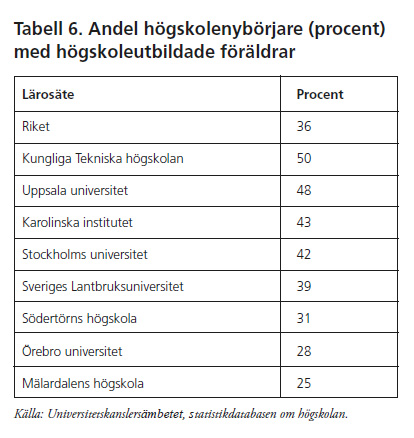 Tabell 6. Andel högskolenybörjare (procent)
med högskoleutbildade föräldrar
Lärosäte Procent
Riket 36
Kungliga Tekniska högskolan 50
Uppsala universitet 48
Karolinska institutet 43
Stockholms universitet 42
Sveriges Lantbruksuniversitet 39
Södertörns högskola 31
Örebro universitet 28
Mälardalens högskola 25
Källa: Universitetskanslersämbetet, statistikdatabasen om högskolan.